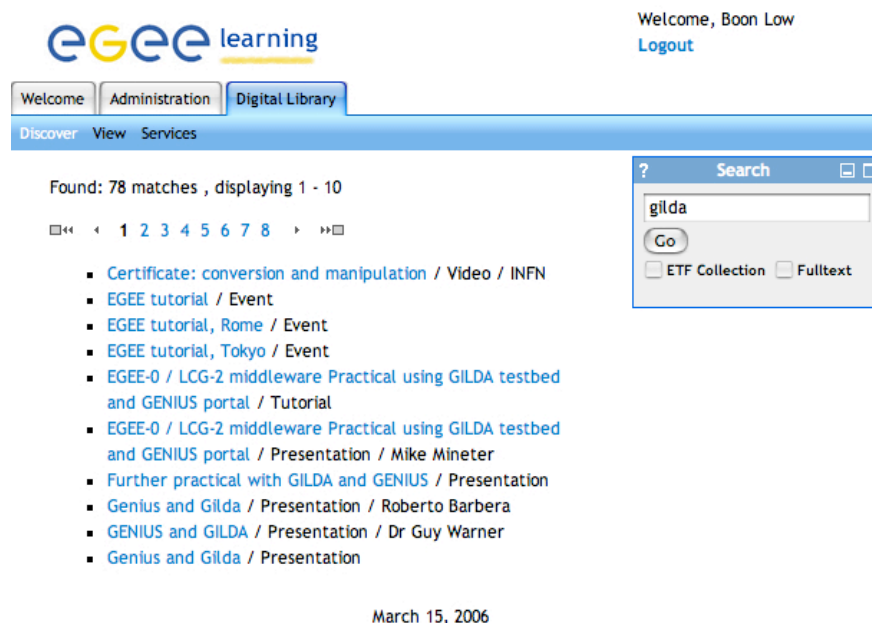 egee learning
Welcome, Boon Low
Logout
Welcome Administration Digital Library
Discover View Services
Found: 78 matches , displaying 1 - 10
1 2 3 4 5 6 7 8
Certificate: conversion and manipulation / Video / INFN
EGEE tutorial / Event
EGEE tutorial, Rome / Event
EGEE tutorial, Tokyo / Event
EGEE-0 / LCG-2 middleware Practical using GILDA testbed
and GENIUS portal / Tutorial
EGEE-0 / LCG-2 middleware Practical using GILDA testbed
and GENIUS portal / Presentation / Mike Mineter
Further practical with GILDA and GENIUS / Presentation
Genius and Gilda / Presentation / Roberto Barbera
GENIUS and GILDA / Presentation / Dr Guy Warner
Genius and Gilda / Presentation
? Search
gilda
Go
ETF Collection Fulltext
March 15, 2006